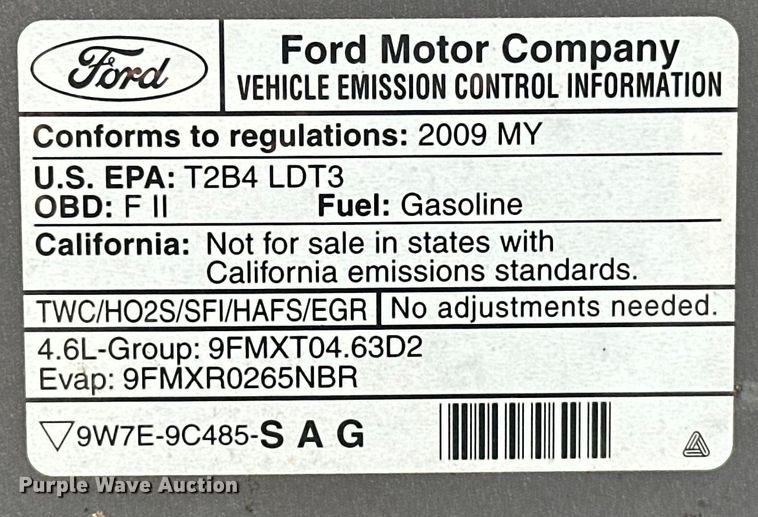 Ford
Ford Motor Company
VEHICLE EMISSION CONTROL INFORMATION
Conforms to regulations: 2009 MY
U.S. EPA: T2B4 LDT3
OBD: F II Fuel: Gasoline
California: Not for sale in states with
California emissions standards.
TWC/HO2S/SFI/HAFS/EGR No adjustments needed.
4.6L-Group: 9FMXT04.63D2
Evap: 9FMXR0265NBR
▽9W7E-9C485-S A G
Purple Wave Auction